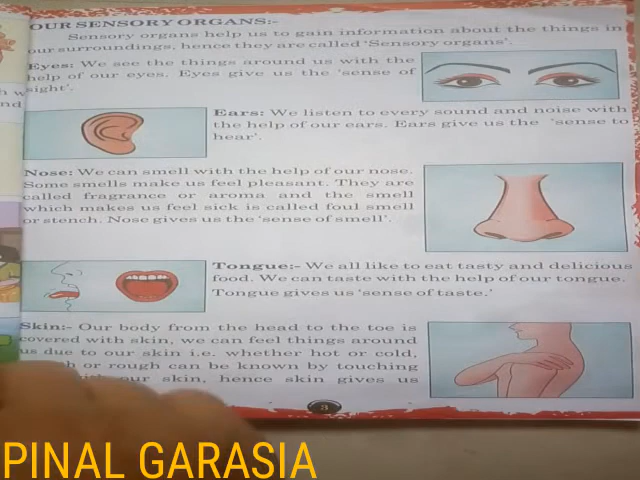 OUR SENSORY ORGANS:-
Sensory organs help us to gain information about the things in
our surroundings, hence they are called 'Sensory organs'.
Eyes: We see the things around us with the
help of our eyes. Eyes give us the 'sense of
sight'.
Ears: We listen to every sound and noise with
the help of our ears. Ears give us the 'sense to
hear'.
Nose: We can smell with the help of our nose.
Some smells make us feel pleasant. They are
called fragrance or aroma and the smell
which makes us feel sick is called foul smell
or stench. Nose gives us the 'sense of smell'.
Tongue:- We all like to eat tasty and delicious
food. We can taste with the help of our tongue.
Tongue gives us 'sense of taste.'
Skin:- Our body from the head to the toe is
covered with skin, we can feel things around
us due to our skin i.e. whether hot or cold,
or rough can be known by touching
our skin, hence skin gives us
3
PINAL GARASIA